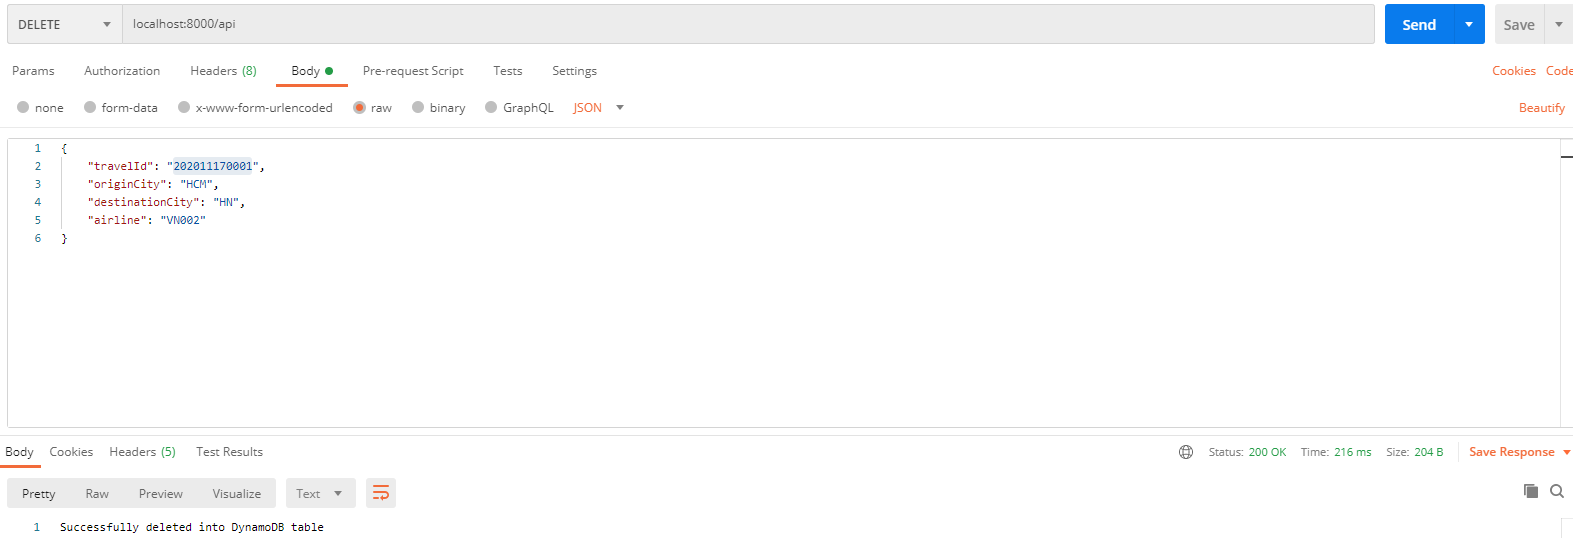 DELETE localhost:8000/api Send Save
Params Authorization Headers (8) Body Pre-request Script Tests Settings Cookies Code
none form-data x-www-form-urlencoded raw binary GraphQL JSON Beautify
1 {
2 "travelId": "202011170001",
3 "originCity": "HCM",
4 "destinationCity": "HN",
5 "airline": "VN002"
6 }
Body Cookies Headers (5) Test Results Status: 200 OK Time: 216 ms Size: 204 B Save Response
Pretty Raw Preview Visualize Text
1 Successfully deleted into DynamoDB table